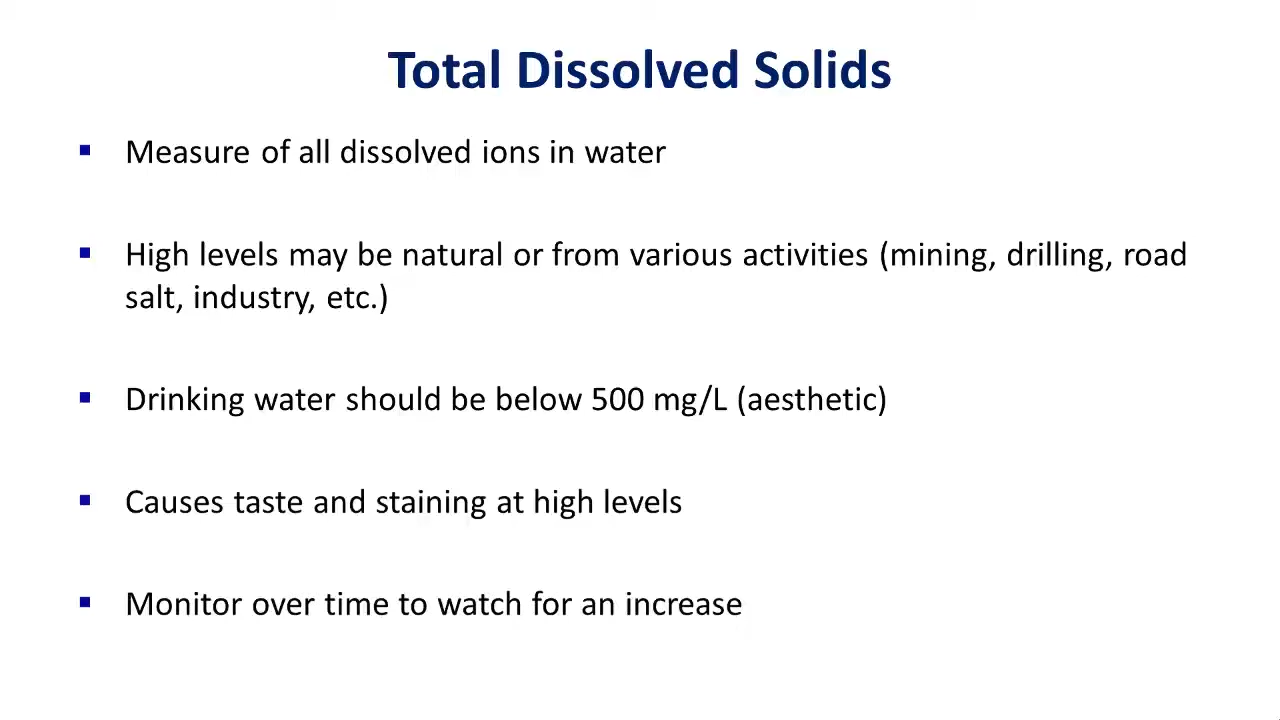 Total Dissolved Solids
▪ Measure of all dissolved ions in water
▪ High levels may be natural or from various activities (mining, drilling, road
salt, industry, etc.)
▪ Drinking water should be below 500 mg/L (aesthetic)
▪ Causes taste and staining at high levels
▪ Monitor over time to watch for an increase